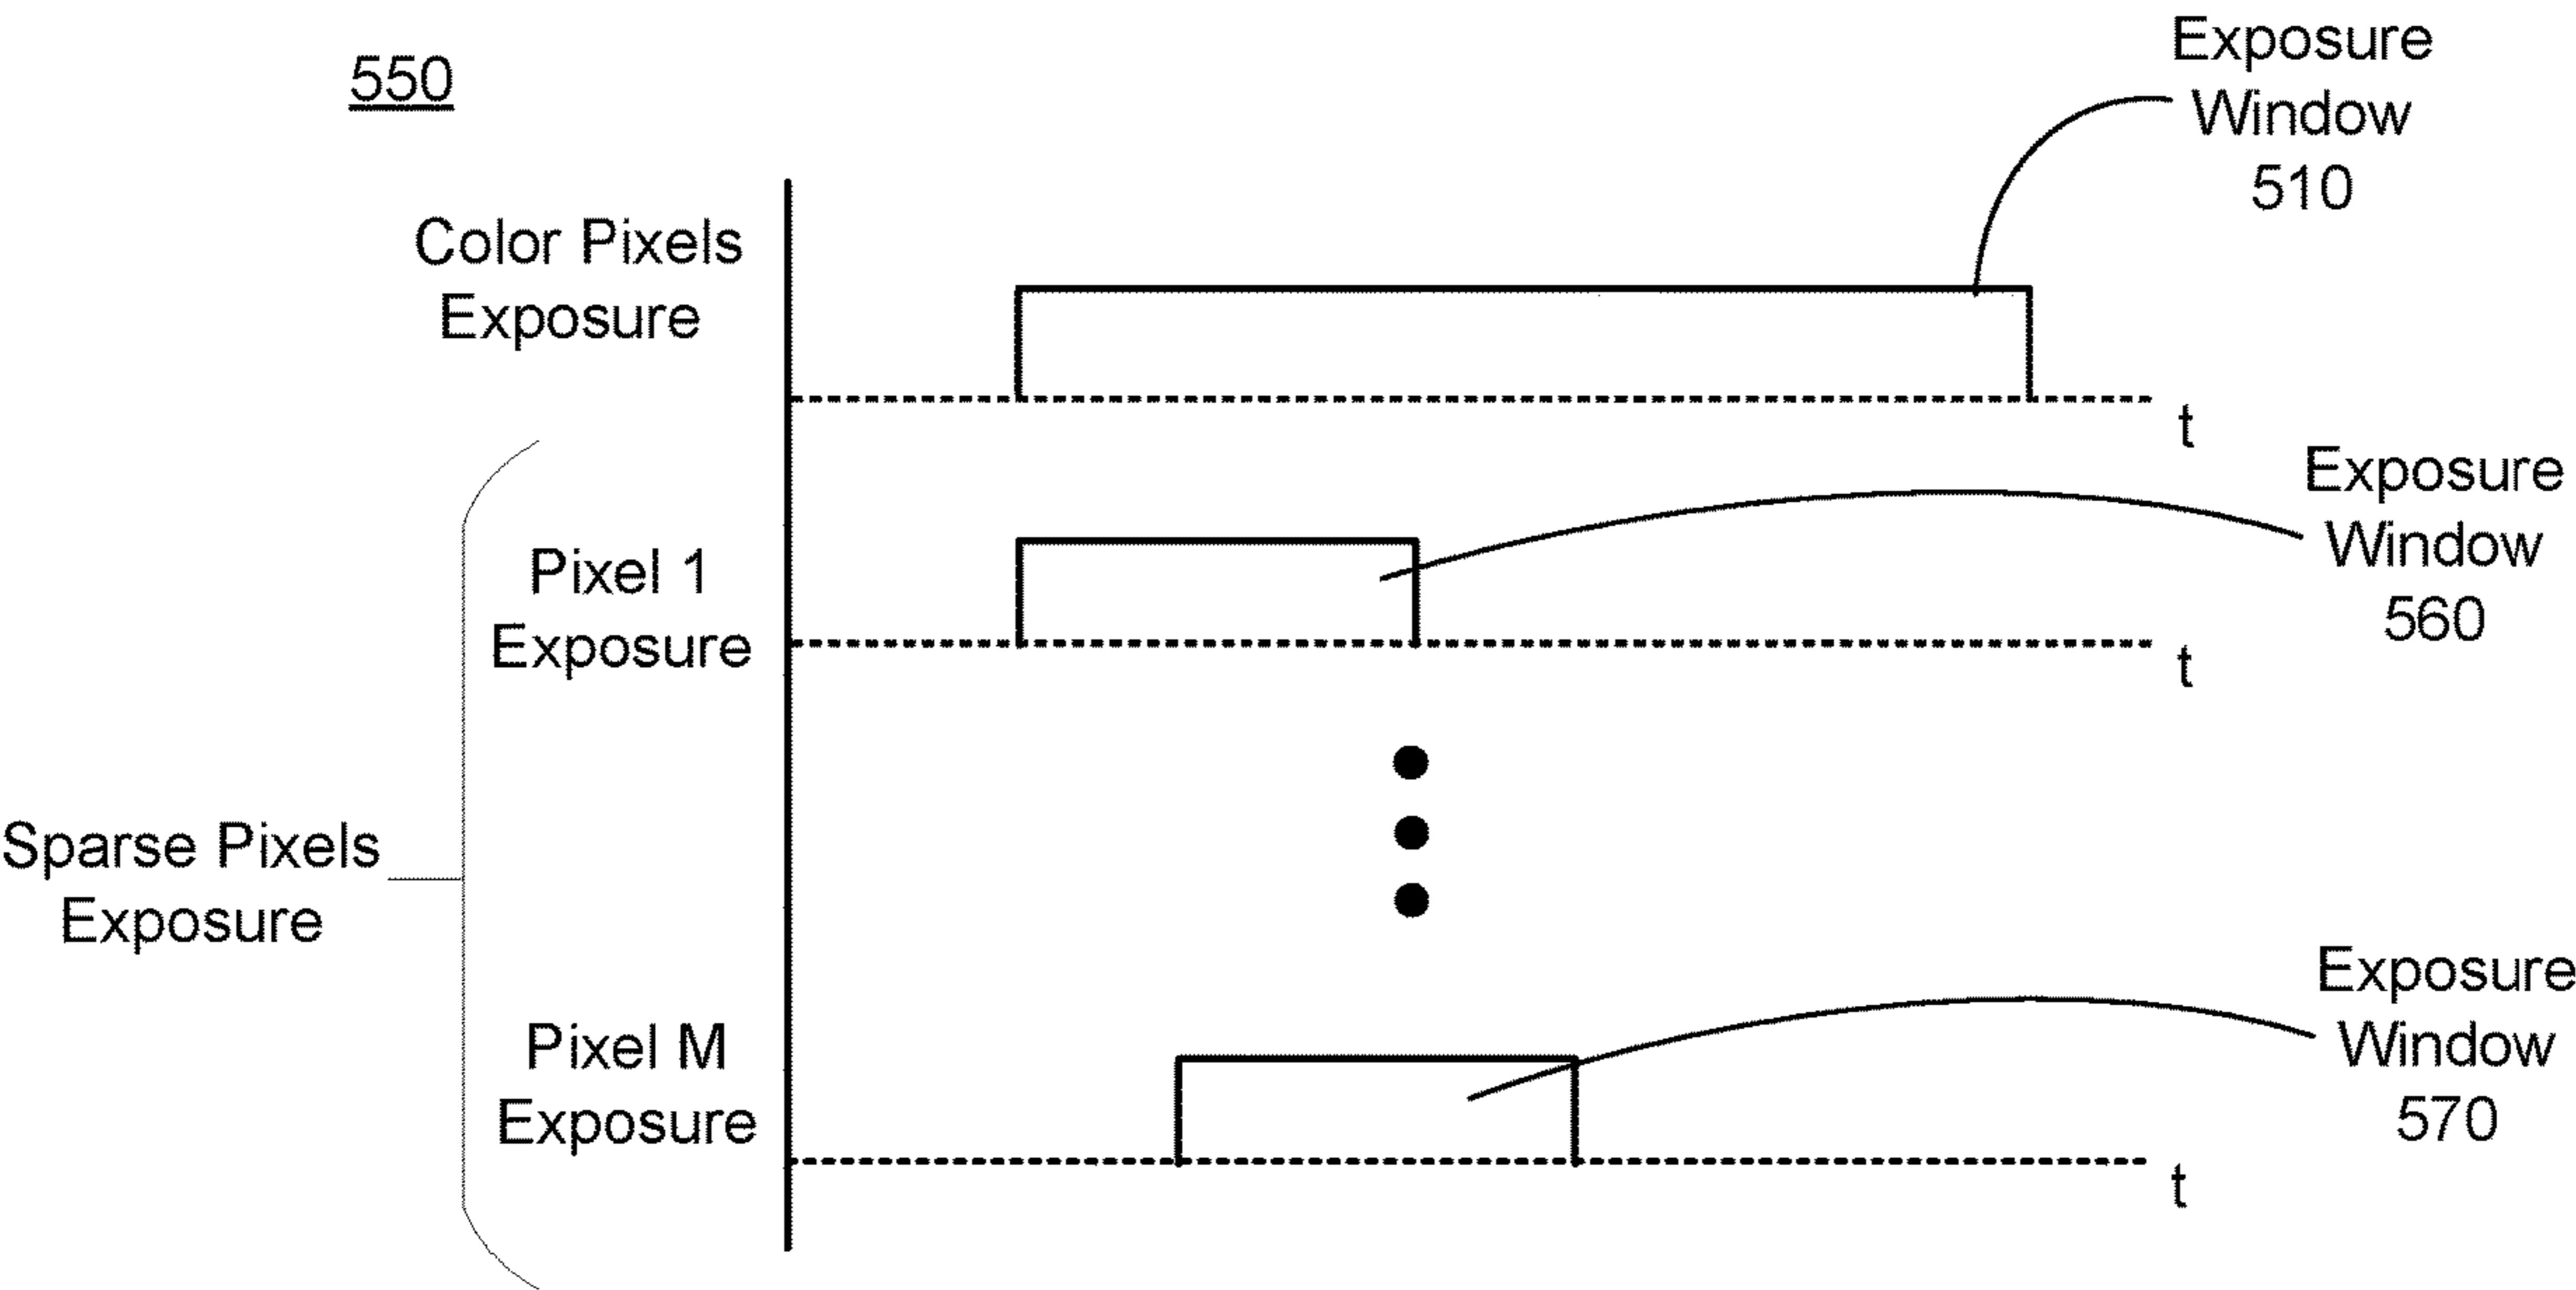 550
Exposure
Window
510
Color Pixels
Exposure
t
Exposure
Window
560
Pixel 1
Exposure
t
Sparse Pixels
Exposure
Exposure
Window
570
Pixel M
Exposure
t